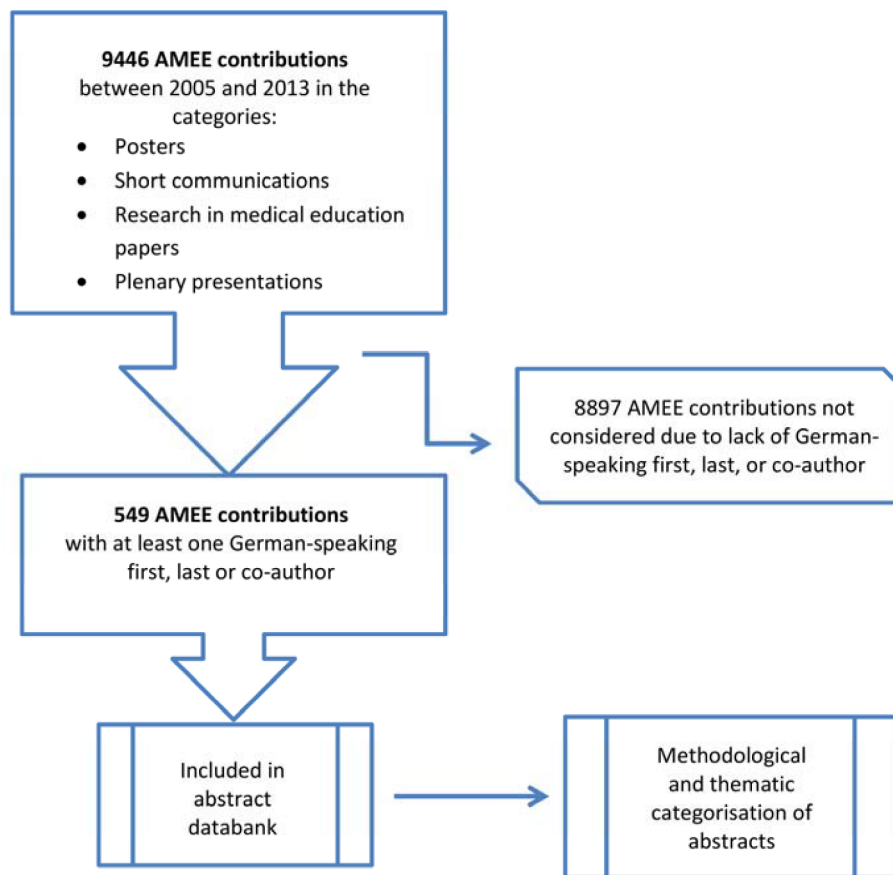 9446 AMEE contributions
between 2005 and 2013 in the
categories:
• Posters
• Short communications
• Research in medical education
papers
• Plenary presentations
8897 AMEE contributions not
considered due to lack of German-
speaking first, last, or co-author
549 AMEE contributions
with at least one German-speaking
first, last or co-author
Included in
abstract
databank
Methodological
and thematic
categorisation of
abstracts